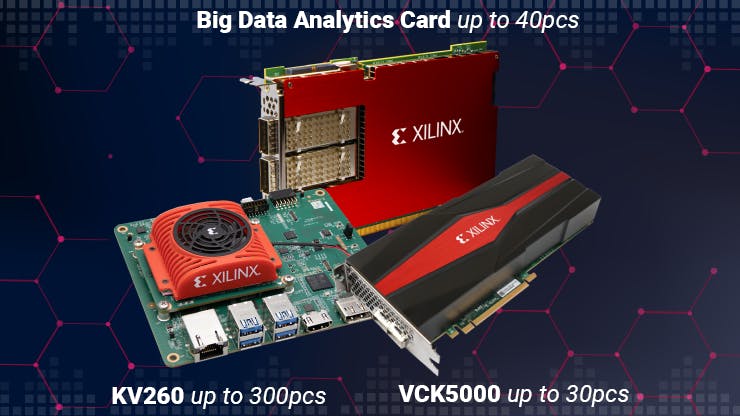 Big Data Analytics Card up to 40pcs
XILINX
XILINX
XILINX
KV260 up to 300pcs
VCK5000 up to 30pcs